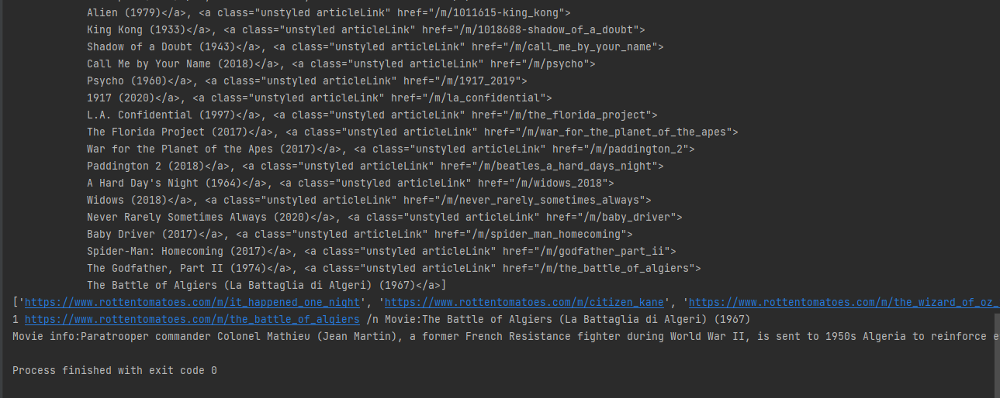 Alien (1979)</a>, <a class="unstyled articleLink" href="/m/1011615-king_kong">
King Kong (1933)</a>, <a class="unstyled articleLink" href="/m/1018688-shadow_of_a_doubt">
Shadow of a Doubt (1943)</a>, <a class="unstyled articleLink" href="/m/call_me_by_your_name">
Call Me by Your Name (2018)</a>, <a class="unstyled articleLink" href="/m/psycho">
Psycho (1960)</a>, <a class="unstyled articleLink" href="/m/1917_2019">
1917 (2020)</a>, <a class="unstyled articleLink" href="/m/la_confidential">
L.A. Confidential (1997)</a>, <a class="unstyled articleLink" href="/m/the_florida_project">
The Florida Project (2017)</a>, <a class="unstyled articleLink" href="/m/war_for_the_planet_of_the_apes">
War for the Planet of the Apes (2017)</a>, <a class="unstyled articleLink" href="/m/paddington_2">
Paddington 2 (2018)</a>, <a class="unstyled articleLink" href="/m/beatles_a_hard_days_night">
A Hard Day's Night (1964)</a>, <a class="unstyled articleLink" href="/m/widows_2018">
Widows (2018)</a>, <a class="unstyled articleLink" href="/m/never_rarely_sometimes_always">
Never Rarely Sometimes Always (2020)</a>, <a class="unstyled articleLink" href="/m/baby_driver">
Baby Driver (2017)</a>, <a class="unstyled articleLink" href="/m/spider_man_homecoming">
Spider-Man: Homecoming (2017)</a>, <a class="unstyled articleLink" href="/m/godfather_part_ii">
The Godfather, Part II (1974)</a>, <a class="unstyled articleLink" href="/m/the_battle_of_algiers">
The Battle of Algiers (La Battaglia di Algeri) (1967)</a>]
['https://www.rottentomatoes.com/m/it_happened_one_night', 'https://www.rottentomatoes.com/m/citizen_kane', 'https://www.rottentomatoes.com/m/the_wizard_of_oz_
1 https://www.rottentomatoes.com/m/the_battle_of_algiers /n Movie:The Battle of Algiers (La Battaglia di Algeri) (1967)
Movie info:Paratrooper commander Colonel Mathieu (Jean Martin), a former French Resistance fighter during World War II, is sent to 1950s Algeria to reinforce e
Process finished with exit code 0